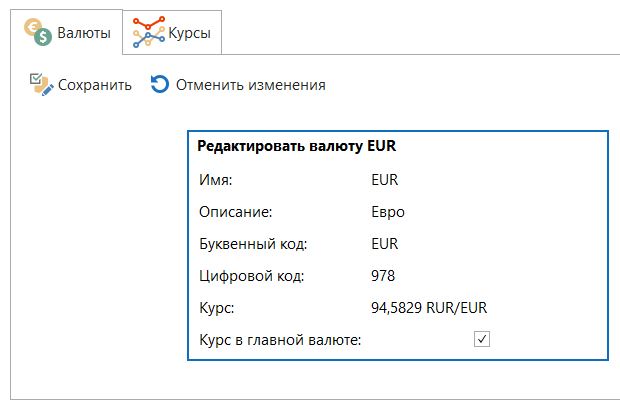 Валюты Курсы
Сохранить Отменить изменения
Редактировать валюту EUR
Имя: EUR
Описание: Евро
Буквенный код: EUR
Цифровой код: 978
Курс: 94,5829 RUR/EUR
Курс в главной валюте: